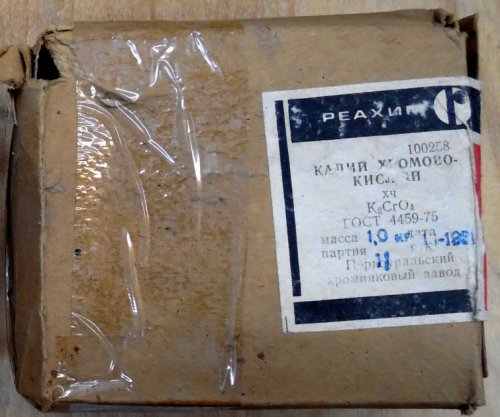 РЕАХИМ
100258
КАЛИЙ ХРОМОВО-
КИСЛЫЙ
хч
K₂CrO₄
ГОСТ 4459-75
масса 1,0 кг дата
партия 11
Первоуральский
хромпиковый завод